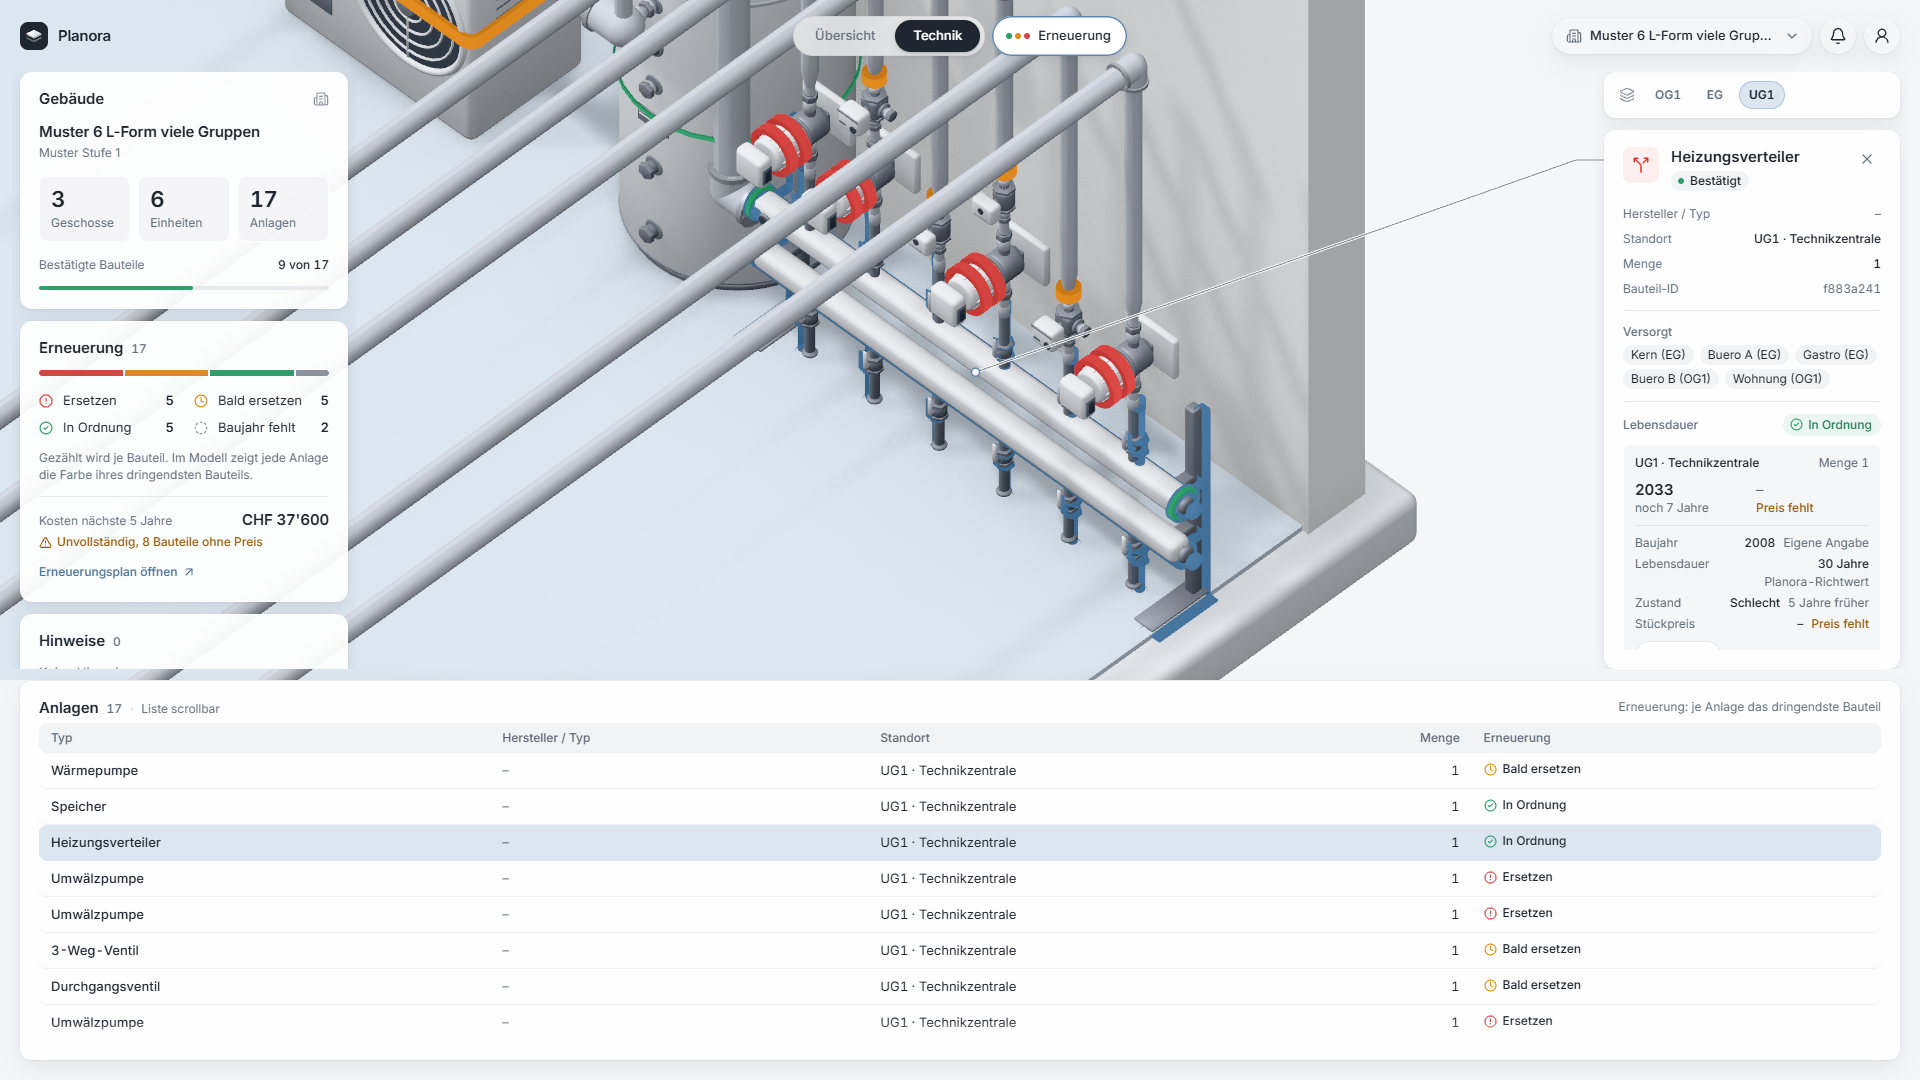 Planora
Übersicht
Technik
Erneuerung
Muster 6 L-Form viele Grup...
Gebäude
Muster 6 L-Form viele Gruppen
Muster Stufe 1
3 Geschosse
6 Einheiten
17 Anlagen
Bestätigte Bauteile 9 von 17
Erneuerung 17
Ersetzen 5 Bald ersetzen 5
In Ordnung 5 Baujahr fehlt 2
Gezählt wird je Bauteil. Im Modell zeigt jede Anlage
die Farbe ihres dringendsten Bauteils.
Kosten nächste 5 Jahre CHF 37'600
Unvollständig, 8 Bauteile ohne Preis
Erneuerungsplan öffnen
Hinweise 0
OG1 EG UG1
Heizungsverteiler
Bestätigt
Hersteller / Typ –
Standort UG1 · Technikzentrale
Menge 1
Bauteil-ID f883a241
Versorgt
Kern (EG) Buero A (EG) Gastro (EG)
Buero B (OG1) Wohnung (OG1)
Lebensdauer In Ordnung
UG1 · Technikzentrale Menge 1
2033 –
noch 7 Jahre Preis fehlt
Baujahr 2008 Eigene Angabe
Lebensdauer 30 Jahre
Planora-Richtwert
Zustand Schlecht 5 Jahre früher
Stückpreis – Preis fehlt
Anlagen 17 · Liste scrollbar
Erneuerung: je Anlage das dringendste Bauteil
Typ Hersteller / Typ Standort Menge Erneuerung
Wärmepumpe – UG1 · Technikzentrale 1 Bald ersetzen
Speicher – UG1 · Technikzentrale 1 In Ordnung
Heizungsverteiler – UG1 · Technikzentrale 1 In Ordnung
Umwälzpumpe – UG1 · Technikzentrale 1 Ersetzen
Umwälzpumpe – UG1 · Technikzentrale 1 Ersetzen
3-Weg-Ventil – UG1 · Technikzentrale 1 Bald ersetzen
Durchgangsventil – UG1 · Technikzentrale 1 Bald ersetzen
Umwälzpumpe – UG1 · Technikzentrale 1 Ersetzen